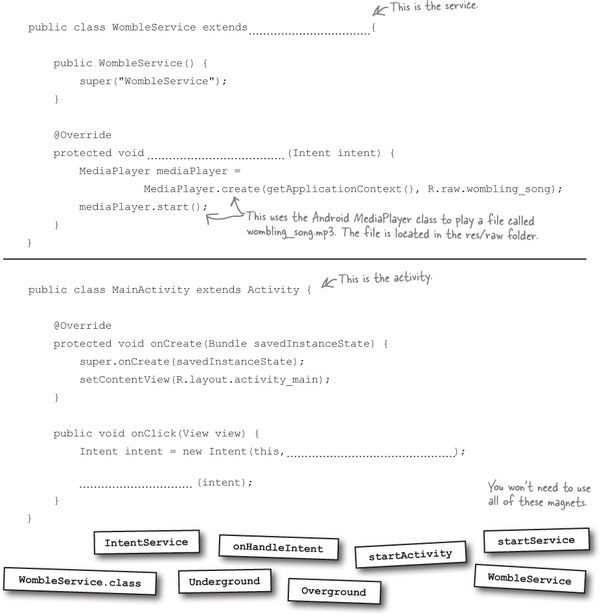 This is the service.
public class WombleService extends {
public WombleService() {
super("WombleService");
}
@Override
protected void (Intent intent) {
MediaPlayer mediaPlayer =
MediaPlayer.create(getApplicationContext(), R.raw.wombling_song);
mediaPlayer.start();
This uses the Android MediaPlayer class to play a file called
wombling_song.mp3. The file is located in the res/raw folder.
}
}
This is the activity.
public class MainActivity extends Activity {
@Override
protected void onCreate(Bundle savedInstanceState) {
super.onCreate(savedInstanceState);
setContentView(R.layout.activity_main);
}
public void onClick(View view) {
Intent intent = new Intent(this, );
(intent);
}
}
You won't need to use
all of these magnets.
IntentService
onHandleIntent
startActivity
startService
WombleService.class
Underground
Overground
WombleService